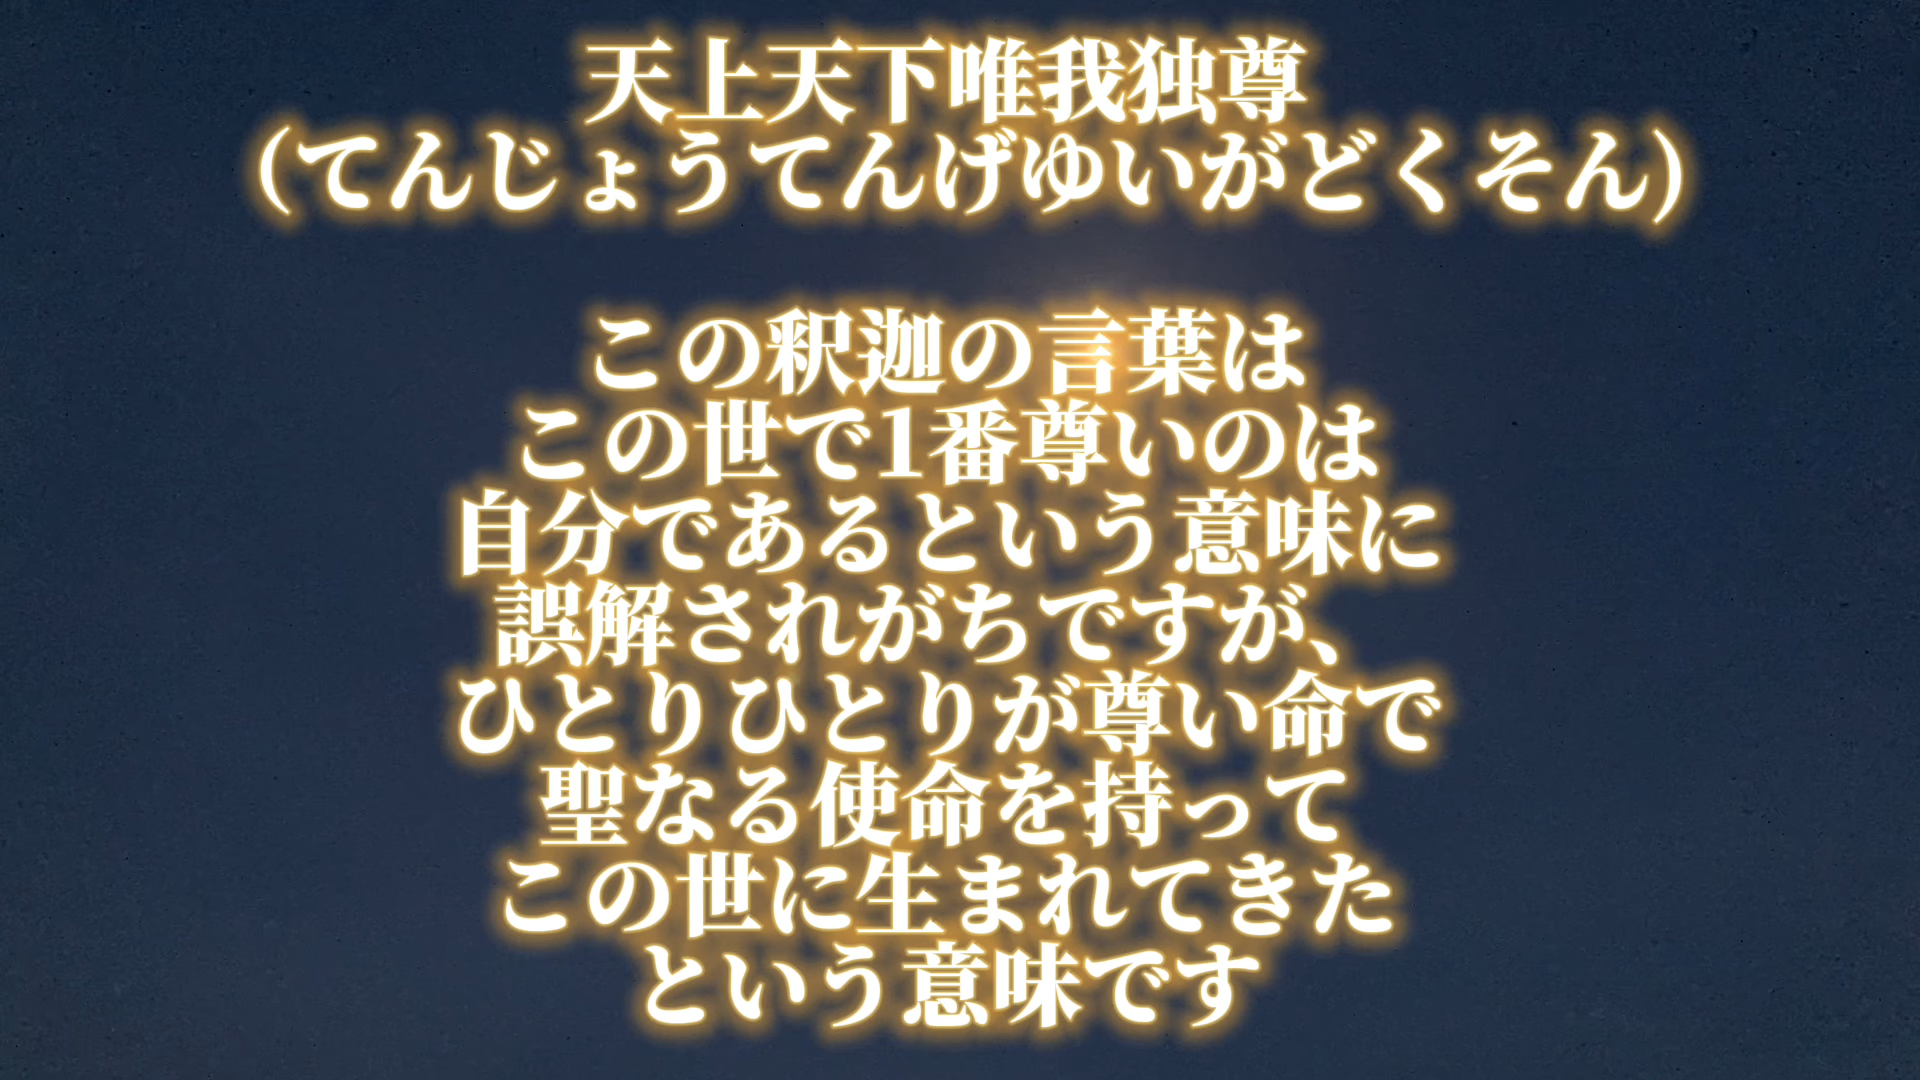 天上天下唯我独尊
（てんじょうてんげゆいがどくそん）
この釈迦の言葉は
この世で1番尊いのは
自分であるという意味に
誤解されがちですが、
ひとりひとりが尊い命で
聖なる使命を持って
この世に生まれてきた
という意味です